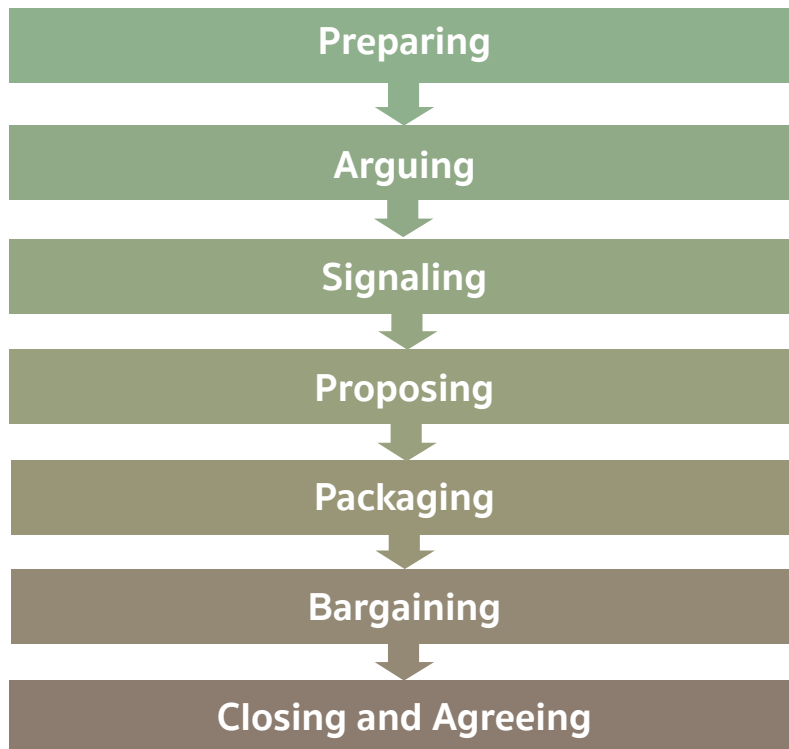 Preparing
Arguing
Signaling
Proposing
Packaging
Bargaining
Closing and Agreeing